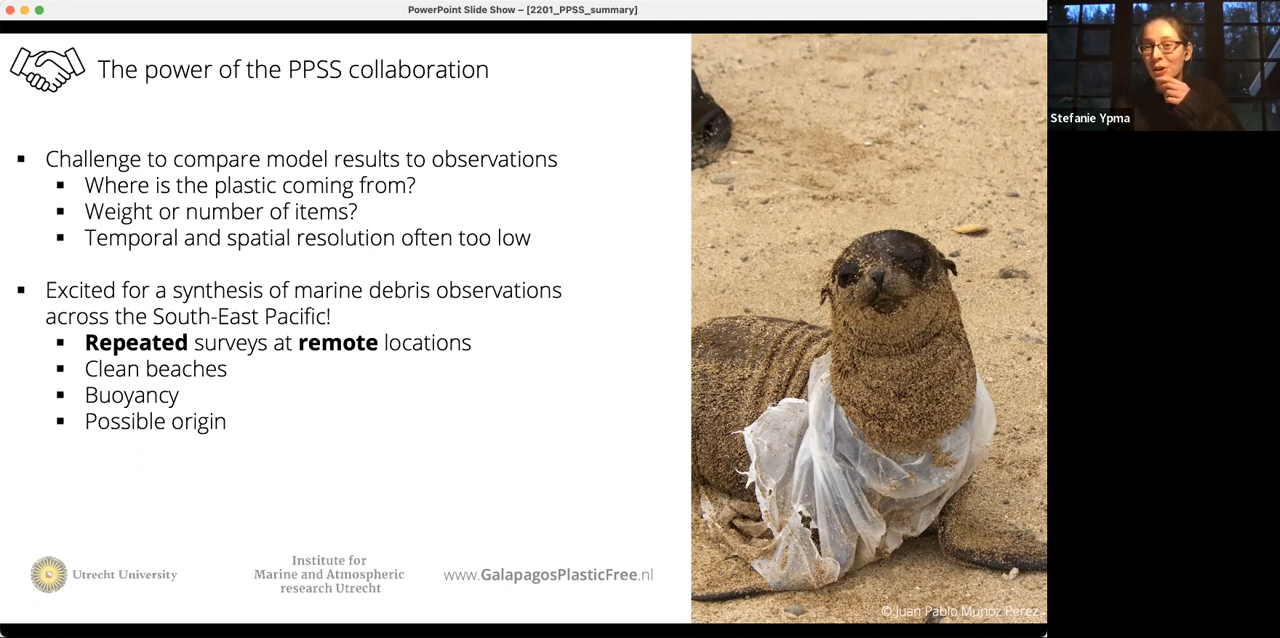 PowerPoint Slide Show – [2201_PPSS_summary]
The power of the PPSS collaboration
▪ Challenge to compare model results to observations
▪ Where is the plastic coming from?
▪ Weight or number of items?
▪ Temporal and spatial resolution often too low
▪ Excited for a synthesis of marine debris observations
across the South-East Pacific!
▪ Repeated surveys at remote locations
▪ Clean beaches
▪ Buoyancy
▪ Possible origin
Utrecht University
Institute for
Marine and Atmospheric
research Utrecht
www.GalapagosPlasticFree.nl
© Juan Pablo Muñoz Perez
Stefanie Ypma